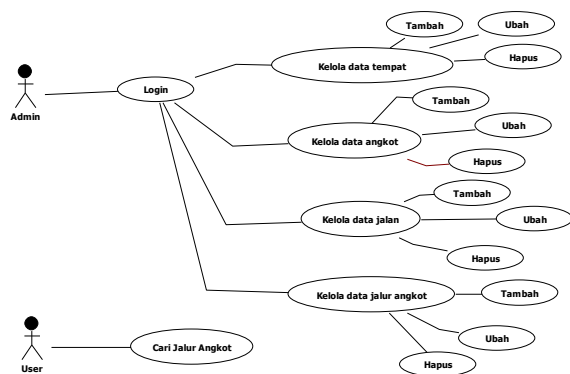 Tambah
Ubah
Hapus
Kelola data tempat
Admin
Login
Tambah
Ubah
Kelola data angkot
Hapus
Tambah
Kelola data jalan
Ubah
Hapus
Kelola data jalur angkot
Tambah
Ubah
Hapus
User
Cari Jalur Angkot